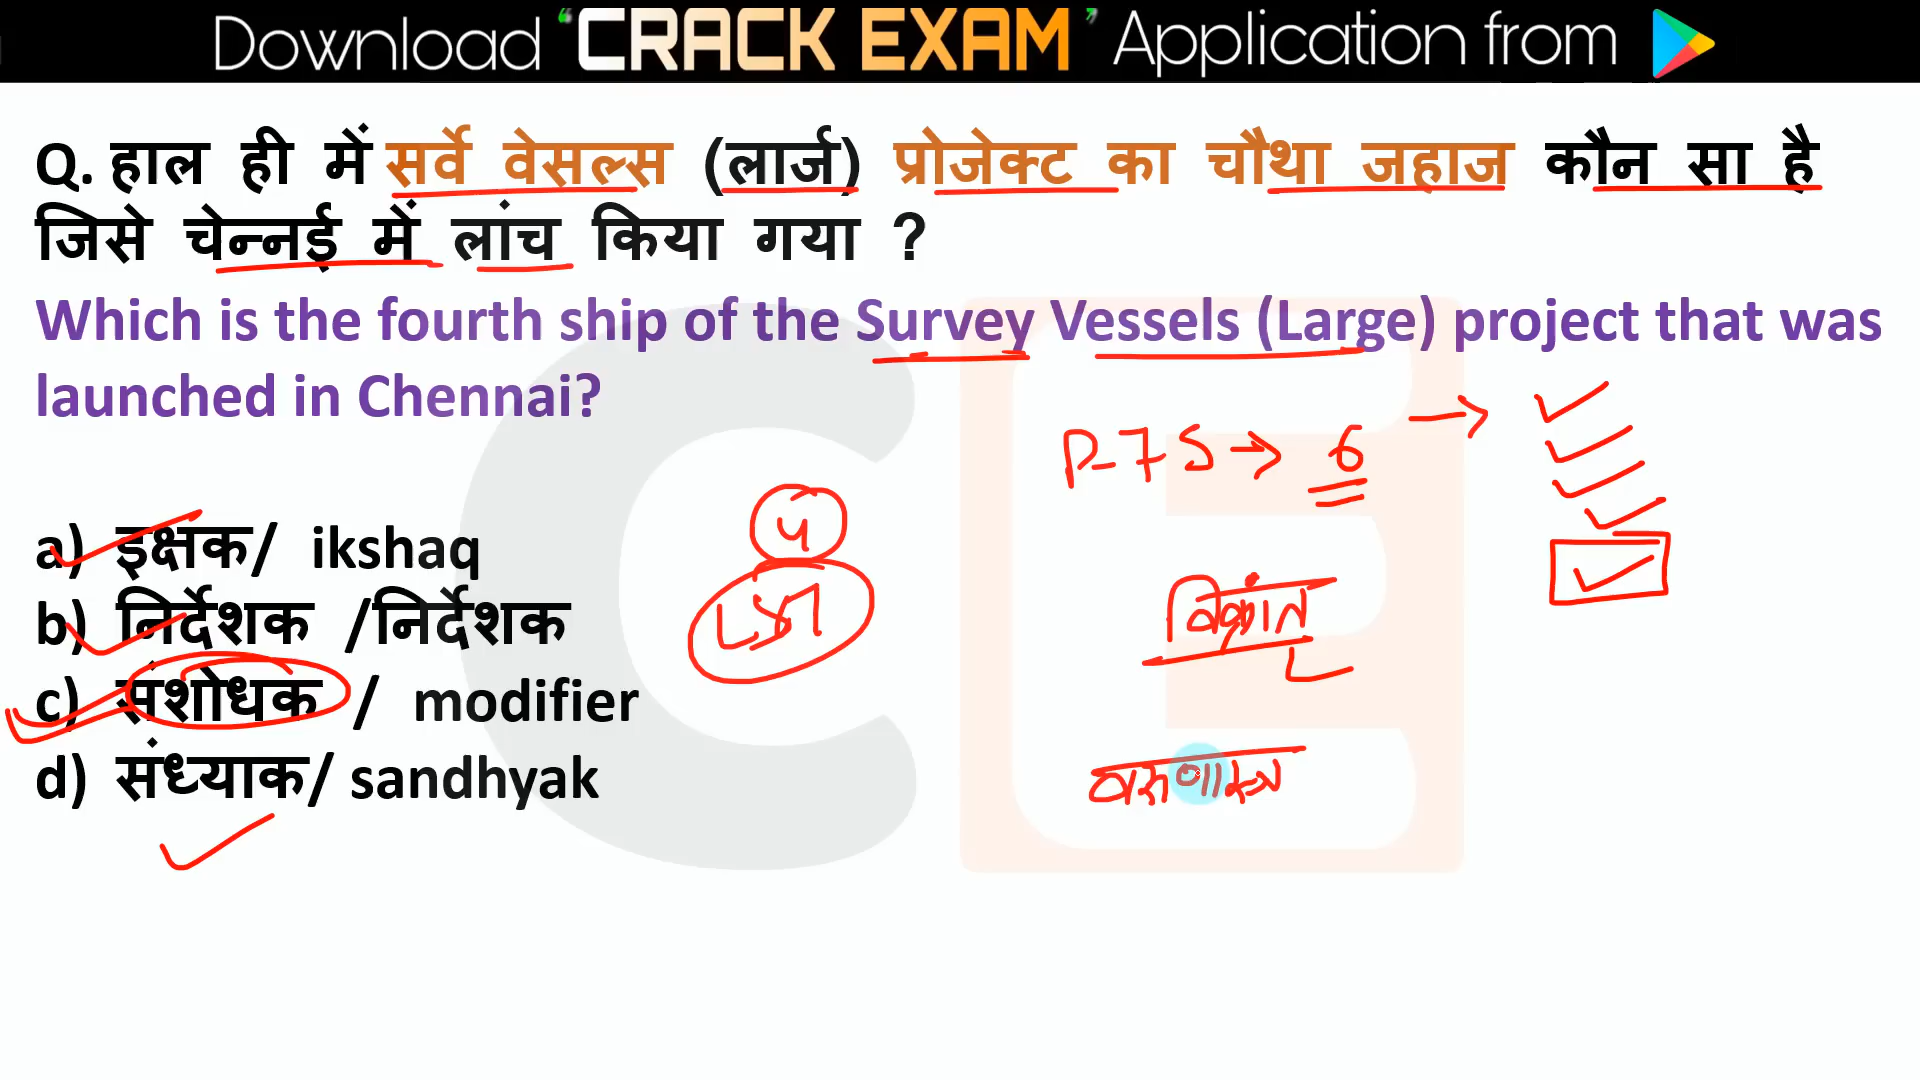 Download "CRACK EXAM" Application from
Q. हाल ही में सर्वे वेसल्स (लार्ज) प्रोजेक्ट का चौथा जहाज कौन सा है
जिसे चेन्नई में लांच किया गया ?
Which is the fourth ship of the Survey Vessels (Large) project that was
launched in Chennai?
P-75 → 6 →
a) इक्षक/ ikshaq
b) निर्देशक /निर्देशक
c) संशोधक / modifier
d) संध्याक/ sandhyak
4
L&T
विक्रांत